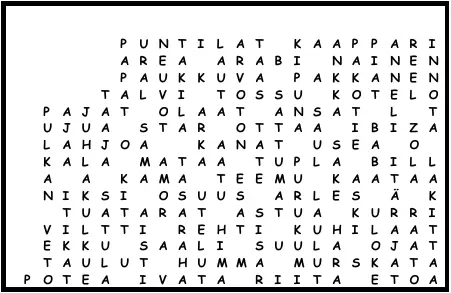 PUNTILAT KAAPPARI
AREA ARABI NAINEN
PAUKKUVA PAKKANEN
TALVI TOSSU KOTELO
PAJAT OLAAT ANSAT L T
UJUA STAR OTTAA IBIZA
LAHJOA KANAT USEA O
KALA MATAA TUPLA BILL
A A KAMA TEEMU KAATAA
NIKSI OSUUS ARLES Ä K
TUATARAT ASTUA KURRI
VILTTI REHTI KUHILAAT
EKKU SAALI SUULA OJAT
TAULUT HUMMA MURSKATA
POTEA IVATA RIITA ETOA